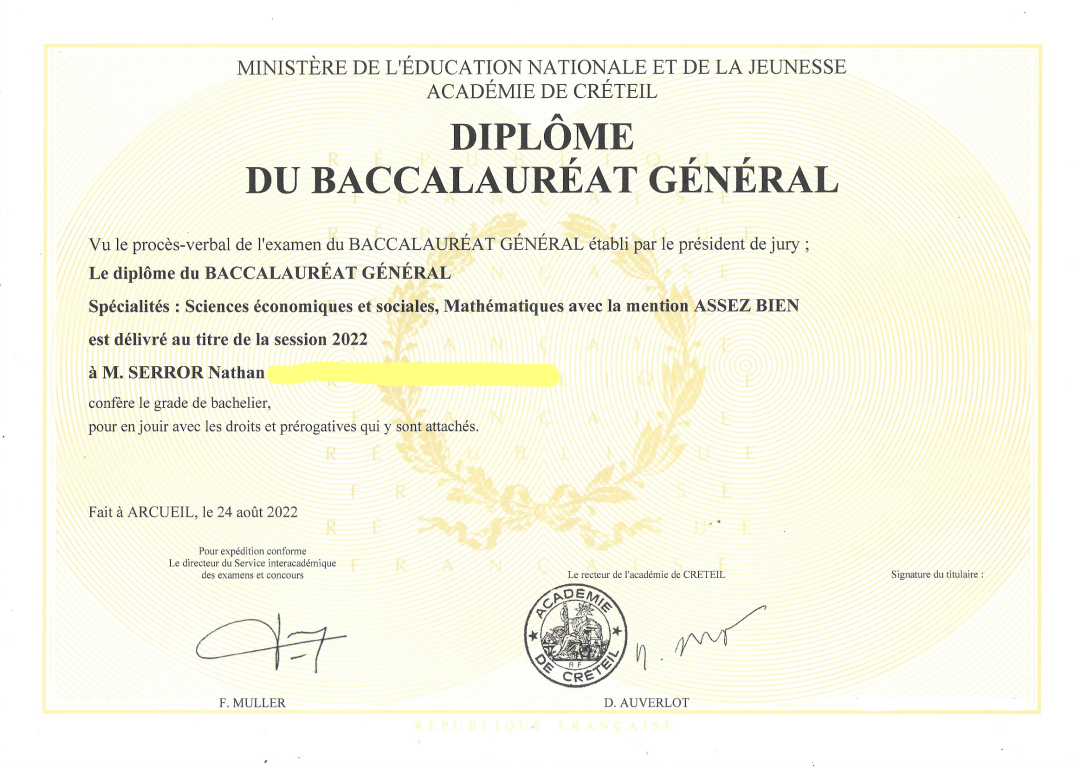 MINISTÈRE DE L'ÉDUCATION NATIONALE ET DE LA JEUNESSE
ACADÉMIE DE CRÉTEIL
DIPLÔME
DU BACCALAURÉAT GÉNÉRAL
Vu le procès-verbal de l'examen du BACCALAURÉAT GÉNÉRAL établi par le président de jury ;
Le diplôme du BACCALAURÉAT GÉNÉRAL
Spécialités : Sciences économiques et sociales, Mathématiques avec la mention ASSEZ BIEN
est délivré au titre de la session 2022
à M. SERROR Nathan
confère le grade de bachelier,
pour en jouir avec les droits et prérogatives qui y sont attachés.
Fait à ARCUEIL, le 24 août 2022
Pour expédition conforme
Le directeur du Service interacadémique
des examens et concours
Le recteur de l'académie de CRETEIL
Signature du titulaire :
ACADÉMIE
DE CRÉTEIL
R F
F. MULLER
D. AUVERLOT
RÉPUBLIQUE FRANÇAISE